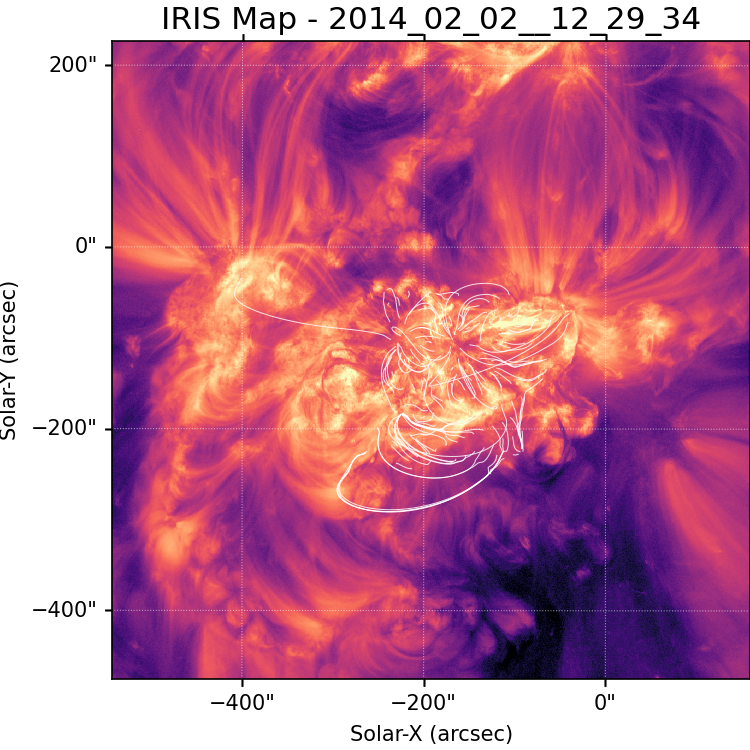 IRIS Map - 2014_02_02__12_29_34
200"
0"
−200"
−400"
Solar-Y (arcsec)
−400"
−200"
0"
Solar-X (arcsec)